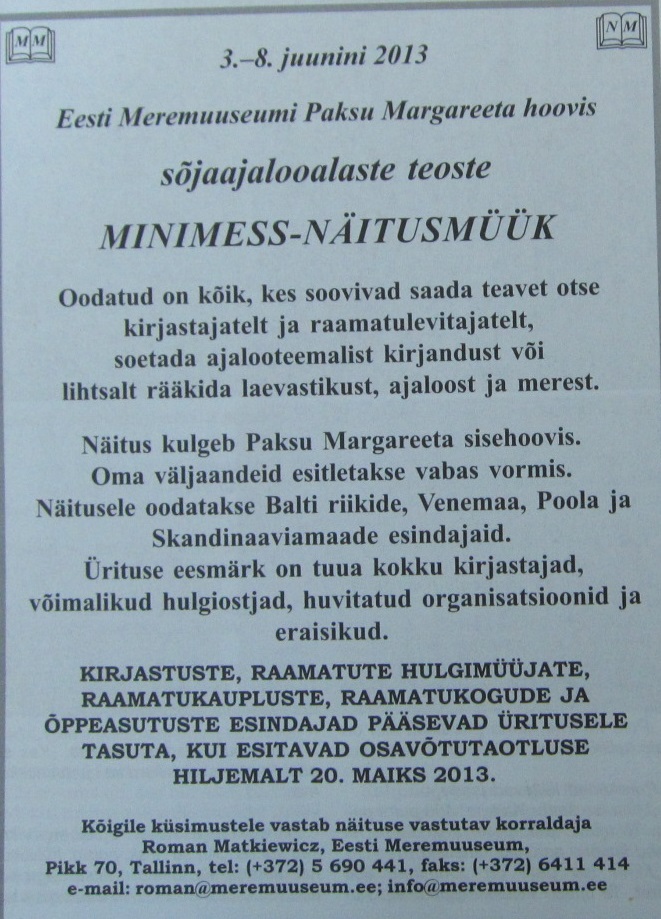 M M
N M
3.–8. juunini 2013
Eesti Meremuuseumi Paksu Margareeta hoovis
sõjaajalooalaste teoste
MINIMESS-NÄITUSMÜÜK
Oodatud on kõik, kes soovivad saada teavet otse
kirjastajatelt ja raamatulevitajatelt,
soetada ajalooteemalist kirjandust või
lihtsalt rääkida laevastikust, ajaloost ja merest.
Näitus kulgeb Paksu Margareeta sisehoovis.
Oma väljaandeid esitletakse vabas vormis.
Näitusele oodatakse Balti riikide, Venemaa, Poola ja
Skandinaaviamaade esindajaid.
Ürituse eesmärk on tuua kokku kirjastajad,
võimalikud hulgiostjad, huvitatud organisatsioonid ja
eraisikud.
KIRJASTUSTE, RAAMATUTE HULGIMÜÜJATE,
RAAMATUKAUPLUSTE, RAAMATUKOGUDE JA
ÕPPEASUTUSTE ESINDAJAD PÄÄSEVAD ÜRITUSELE
TASUTA, KUI ESITAVAD OSAVÕTUTAOTLUSE
HILJEMALT 20. MAIKS 2013.
Kõigile küsimustele vastab näituse vastutav korraldaja
Roman Matkiewicz, Eesti Meremuuseum,
Pikk 70, Tallinn, tel: (+372) 5 690 441, faks: (+372) 6411 414
e-mail: roman@meremuuseum.ee; info@meremuuseum.ee